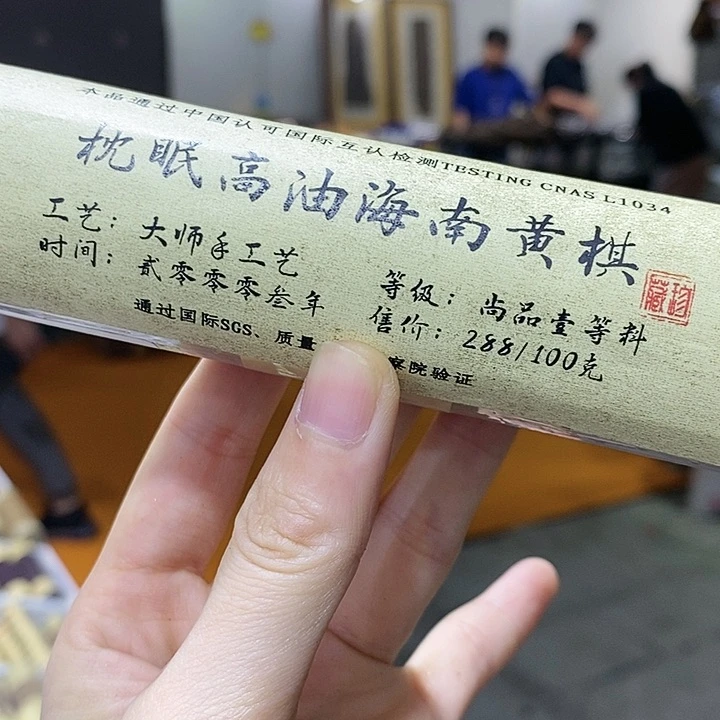 本品通过中国认可国际互认检测TESTING CNAS L1034
枕眠高油海南黄棋
工艺：大师手工艺
时间：贰零零零叁年
等级：尚品壹等料
售价：288/100克
通过国际SGS、质量
察院验证
珍藏